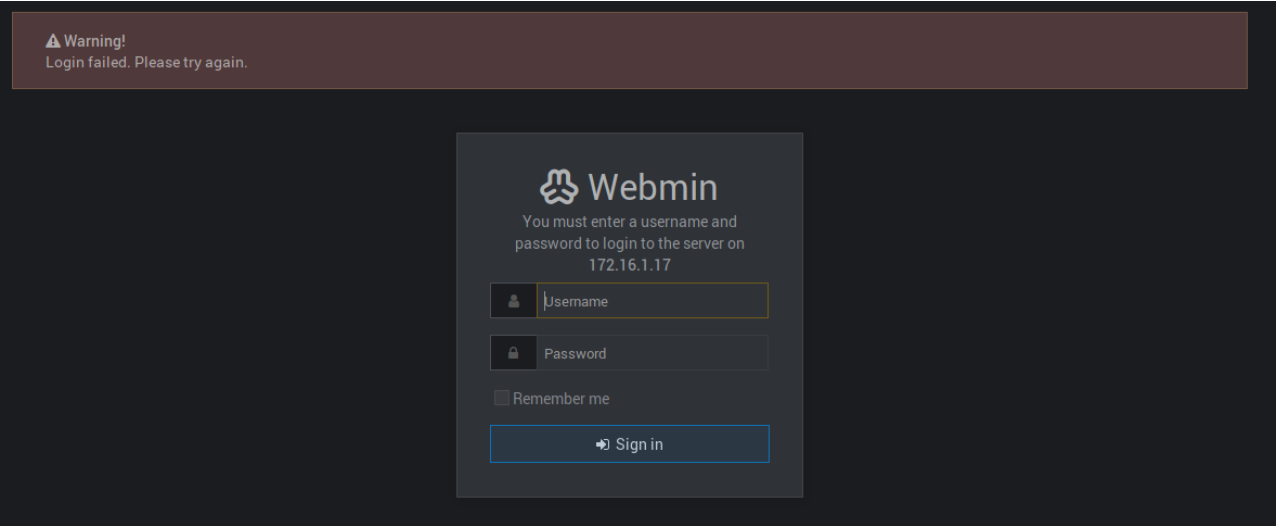 Warning!
Login failed. Please try again.
Webmin
You must enter a username and
password to login to the server on
172.16.1.17
Username
Password
Remember me
Sign in